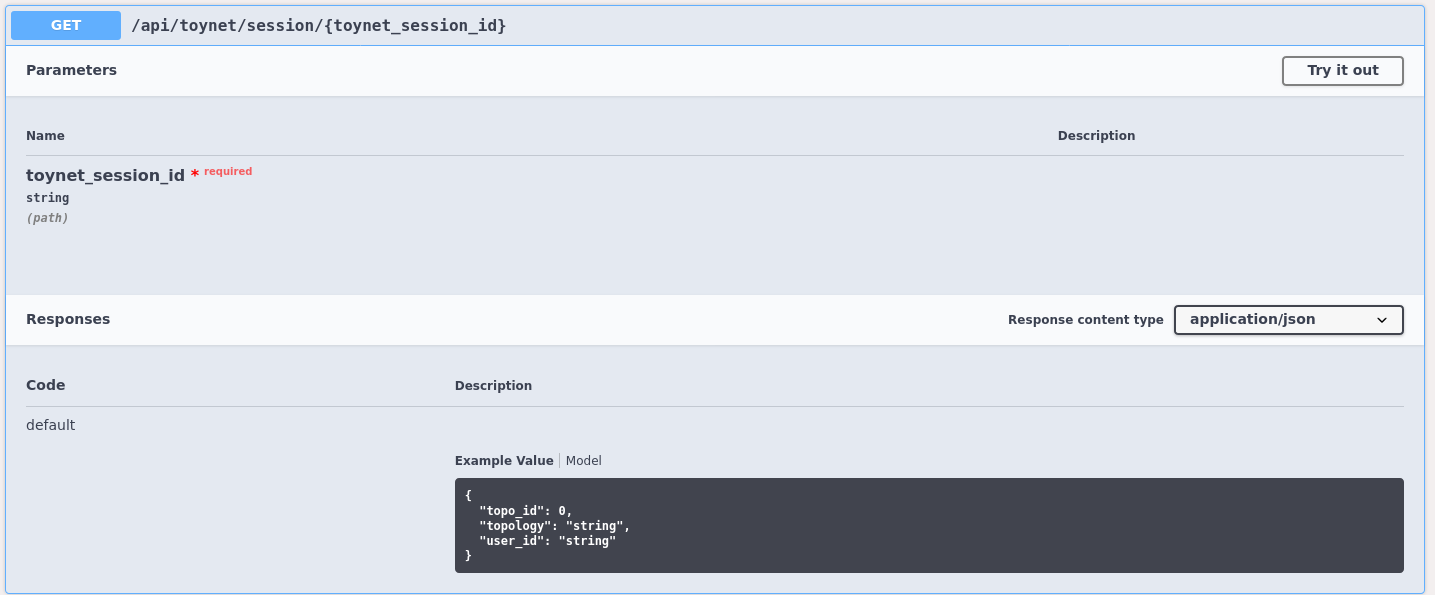 GET /api/toynet/session/{toynet_session_id}
Parameters Try it out
Name Description
toynet_session_id * required
string
(path)
Responses Response content type application/json
Code Description
default
Example Value Model
{
  "topo_id": 0,
  "topology": "string",
  "user_id": "string"
}